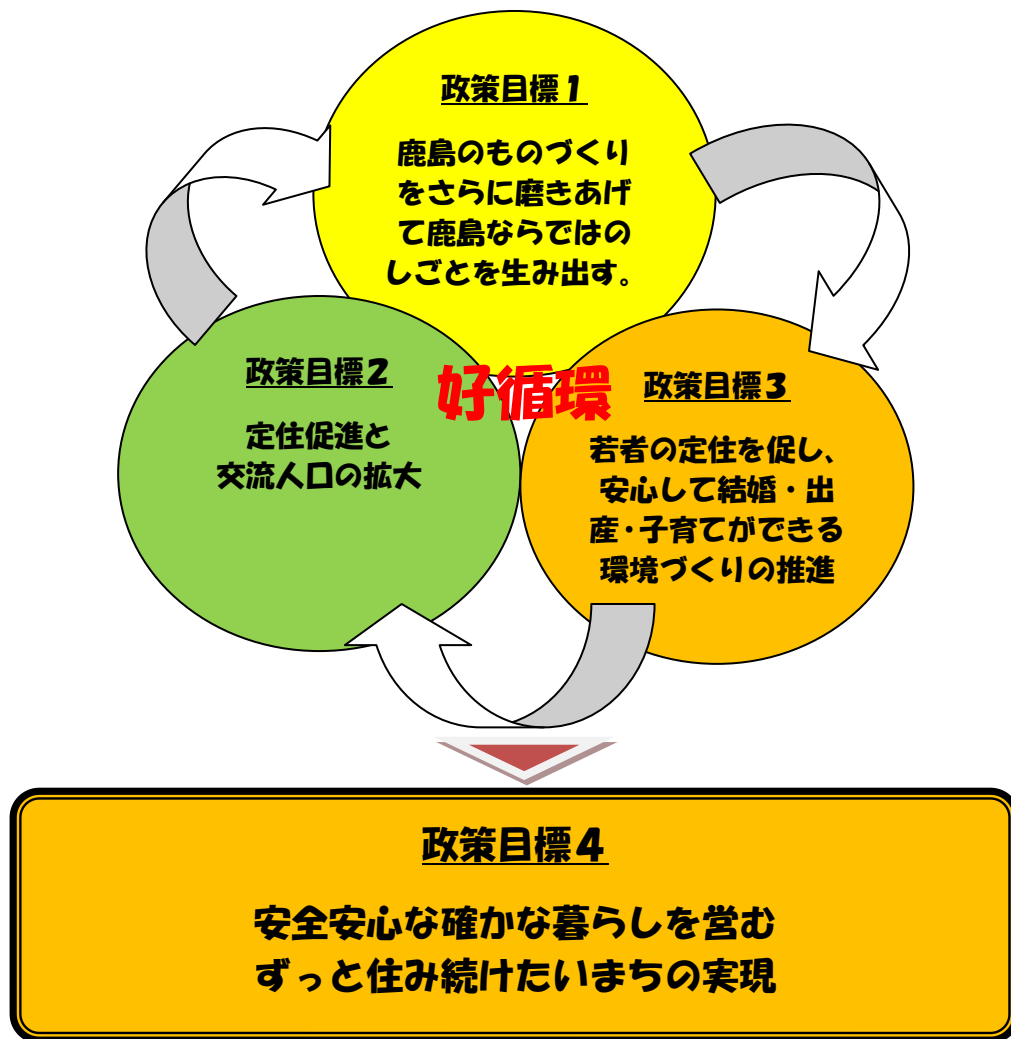 政策目標1
鹿島のものづくり
をさらに磨きあげ
て鹿島ならではの
しごとを生み出す。
政策目標2
定住促進と
交流人口の拡大
好循環
政策目標3
若者の定住を促し、
安心して結婚・出
産・子育てができる
環境づくりの推進
政策目標4
安全安心な確かな暮らしを営む
ずっと住み続けたいまちの実現